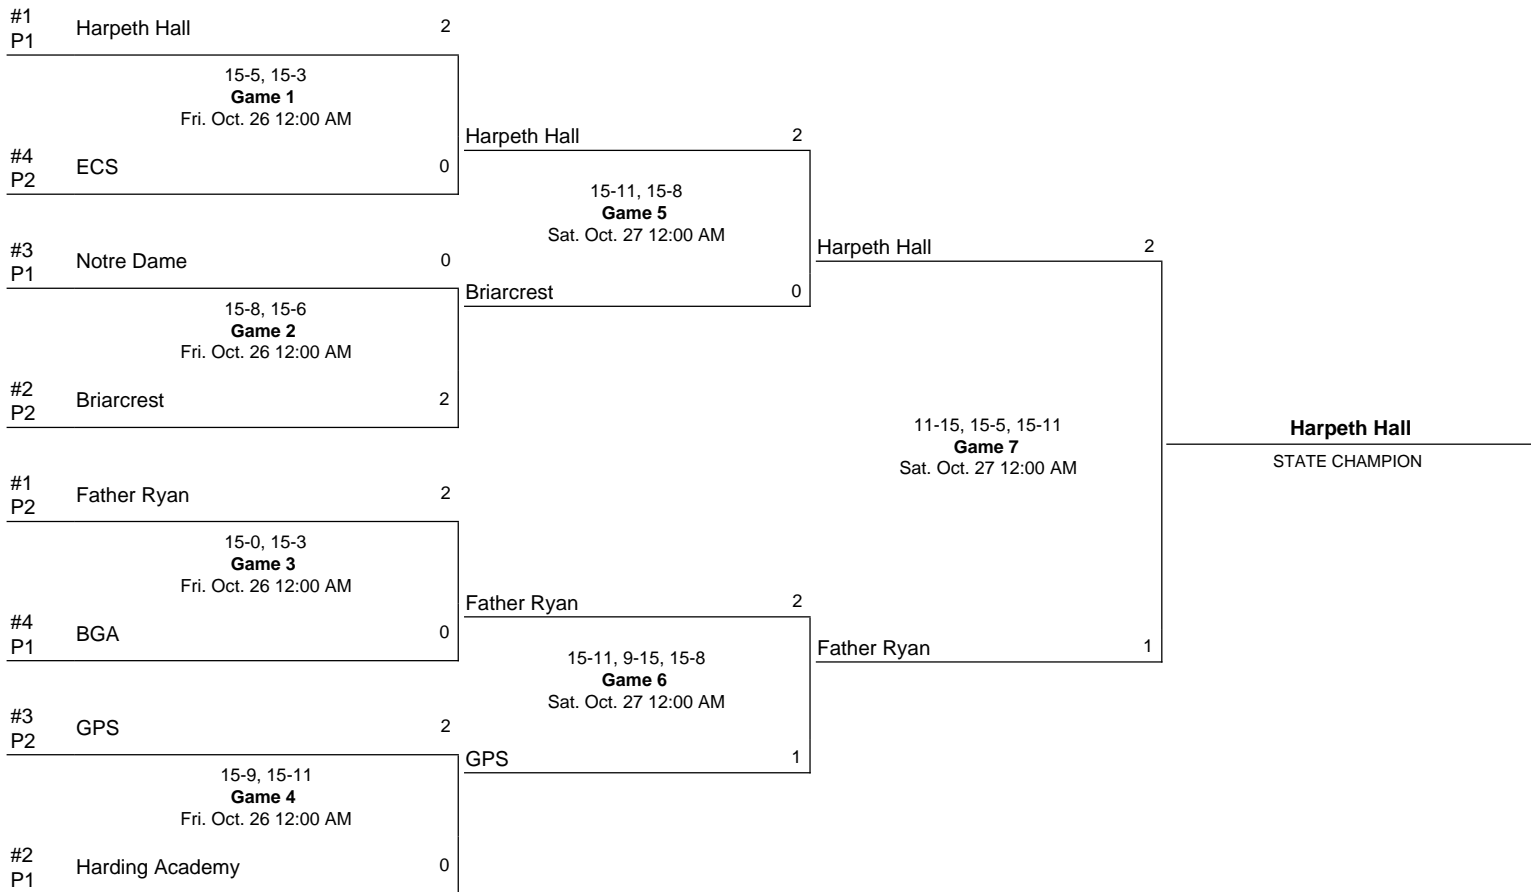 #1
P1
Harpeth Hall 2
15-5, 15-3
Game 1
Fri. Oct. 26 12:00 AM
#4
P2
ECS 0
#3
P1
Notre Dame 0
15-8, 15-6
Game 2
Fri. Oct. 26 12:00 AM
#2
P2
Briarcrest 2
#1
P2
Father Ryan 2
15-0, 15-3
Game 3
Fri. Oct. 26 12:00 AM
#4
P1
BGA 0
#3
P2
GPS 2
15-9, 15-11
Game 4
Fri. Oct. 26 12:00 AM
#2
P1
Harding Academy 0
Harpeth Hall 2
15-11, 15-8
Game 5
Sat. Oct. 27 12:00 AM
Briarcrest 0
Father Ryan 2
15-11, 9-15, 15-8
Game 6
Sat. Oct. 27 12:00 AM
GPS 1
Harpeth Hall 2
11-15, 15-5, 15-11
Game 7
Sat. Oct. 27 12:00 AM
Father Ryan 1
Harpeth Hall
STATE CHAMPION